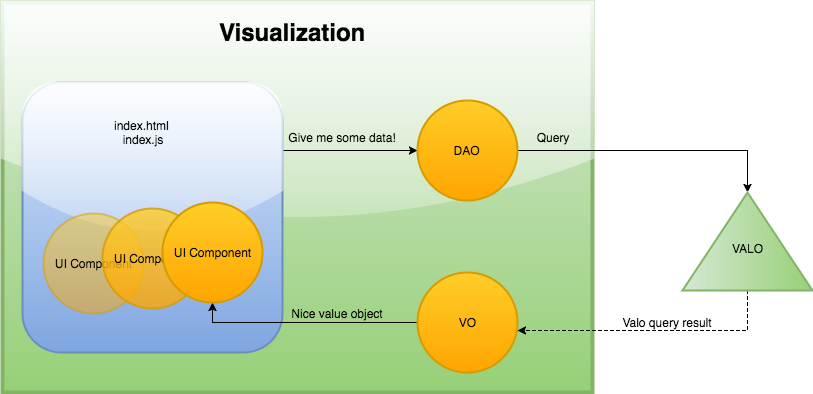 Visualization
index.html
index.js
Give me some data!
DAO
Query
VALO
UI Component
UI Comp
UI Component
Nice value object
VO
Valo query result